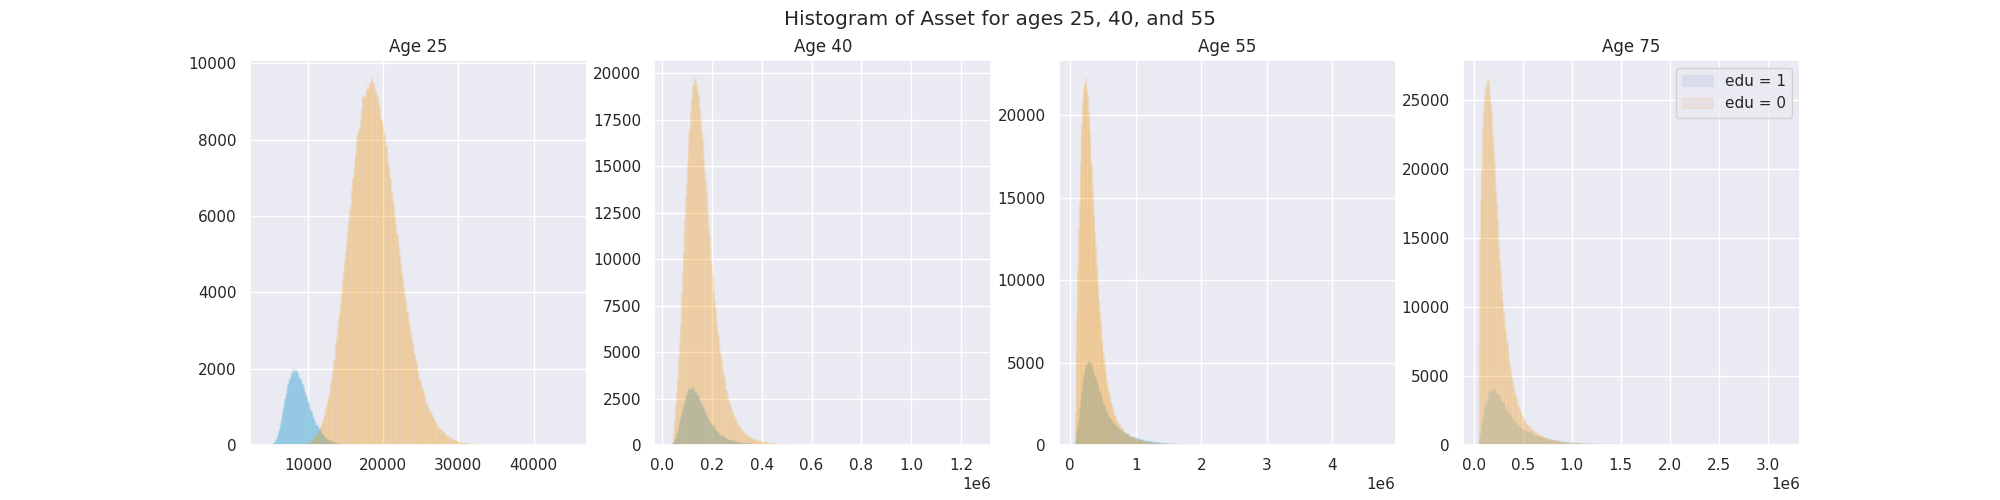 Histogram of Asset for ages 25, 40, and 55
Age 25
10000
8000
6000
4000
2000
0
10000 20000 30000 40000
Age 40
20000
17500
15000
12500
10000
7500
5000
2500
0
0.0 0.2 0.4 0.6 0.8 1.0 1.2
1e6
Age 55
20000
15000
10000
5000
0
0 1 2 3 4
1e6
Age 75
edu = 1
edu = 0
25000
20000
15000
10000
5000
0
0.0 0.5 1.0 1.5 2.0 2.5 3.0
1e6